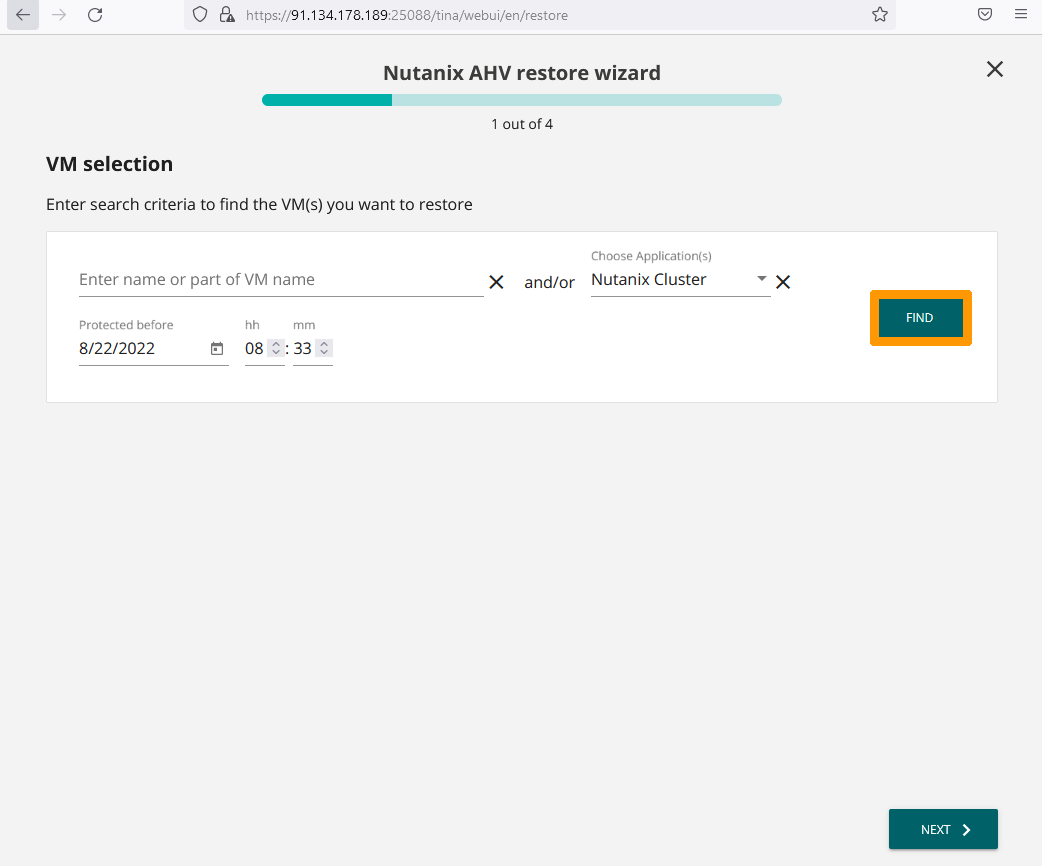 https://91.134.178.189:25088/tina/webui/en/restore
Nutanix AHV restore wizard
1 out of 4
VM selection
Enter search criteria to find the VM(s) you want to restore
Choose Application(s)
Enter name or part of VM name and/or Nutanix Cluster
FIND
Protected before hh mm
8/22/2022 08 : 33
NEXT